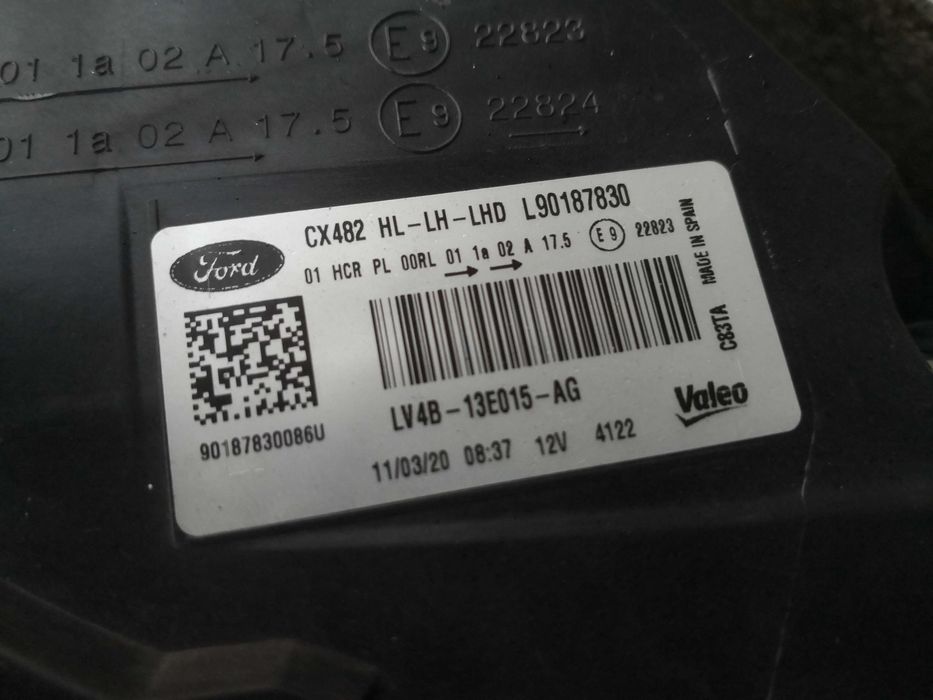 01 1a 02 A 17.5 E9 22823
01 1a 02 A 17.5 E9 22824
Ford
CX482 HL-LH-LHD L90187830
01 HCR PL 00RL 01 1a 02 A 17.5 E9 22823
MADE IN SPAIN
C83TA
LV4B-13E015-AG
Valeo
90187830086U
11/03/20 08:37 12V 4122